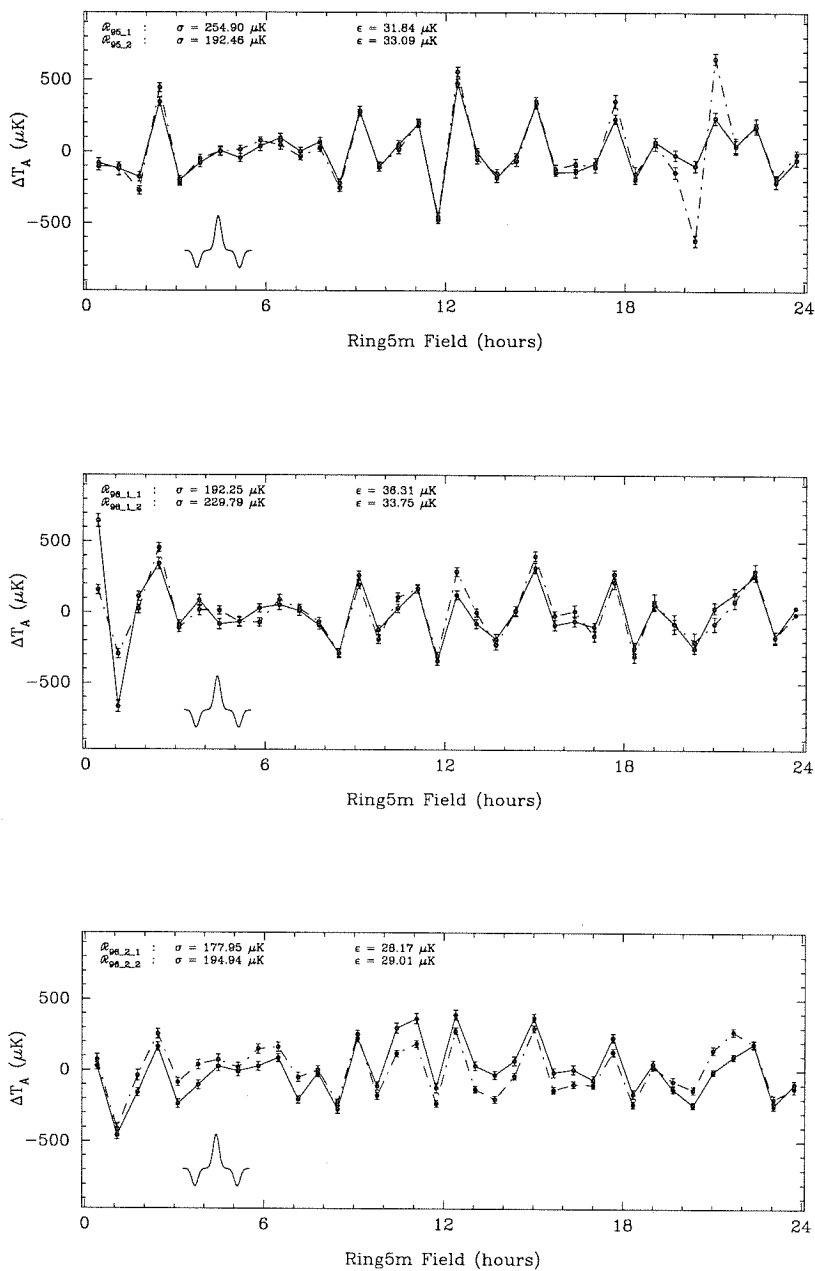 ℛ95_1 : σ = 254.90 μK ε = 31.84 μK
ℛ95_2 : σ = 192.46 μK ε = 33.09 μK
500
0
−500
ΔT_A (μK)
0 6 12 18 24
Ring5m Field (hours)
ℛ96_1_1 : σ = 192.25 μK ε = 36.31 μK
ℛ96_1_2 : σ = 229.79 μK ε = 33.75 μK
500
0
−500
ΔT_A (μK)
0 6 12 18 24
Ring5m Field (hours)
ℛ96_2_1 : σ = 177.95 μK ε = 28.17 μK
ℛ96_2_2 : σ = 194.94 μK ε = 29.01 μK
500
0
−500
ΔT_A (μK)
0 6 12 18 24
Ring5m Field (hours)